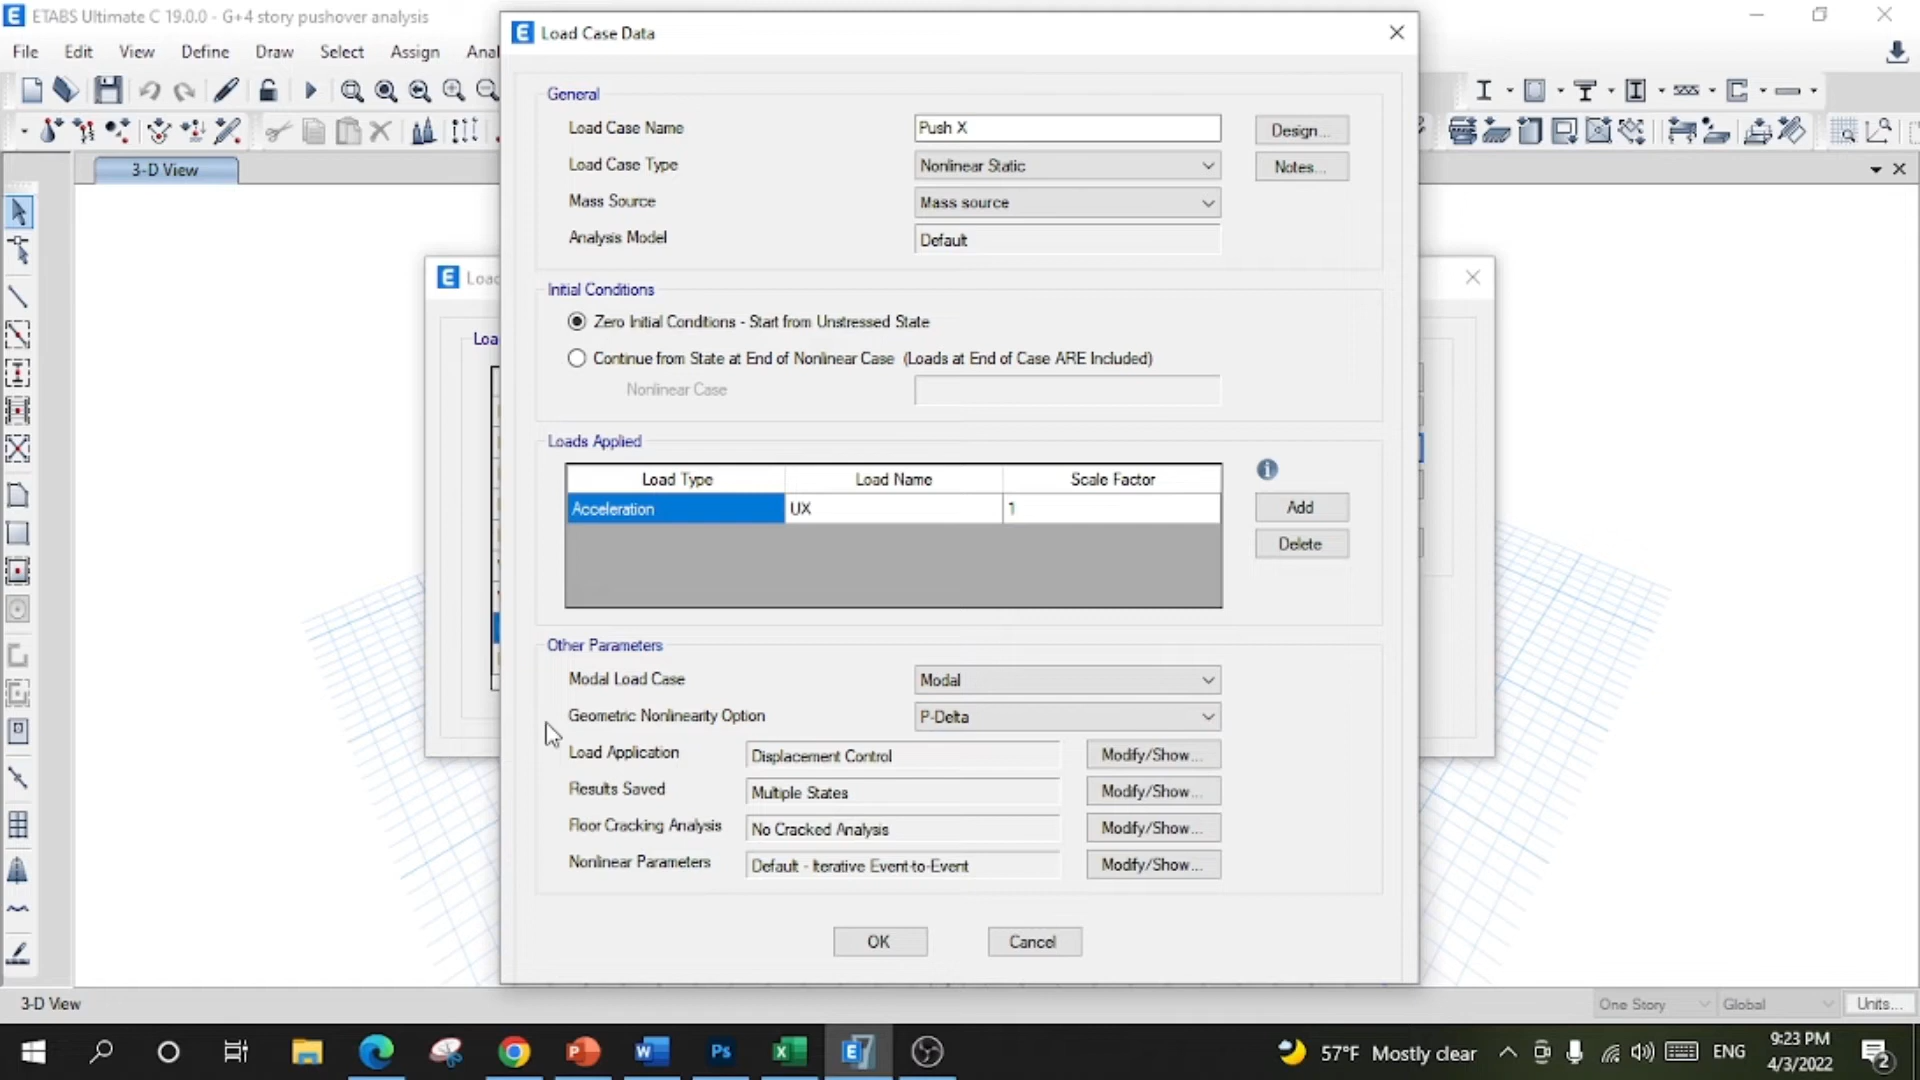 ETABS Ultimate C 19.0.0 - G+4 story pushover analysis
File Edit View Define Draw Select Assign Anal
3-D View
Load
Loa
Load Case Data
General
Load Case Name Push X Design...
Load Case Type Nonlinear Static Notes...
Mass Source Mass source
Analysis Model Default
Initial Conditions
Zero Initial Conditions - Start from Unstressed State
Continue from State at End of Nonlinear Case (Loads at End of Case ARE Included)
Nonlinear Case
Loads Applied
Load Type Load Name Scale Factor
Acceleration UX 1
Add
Delete
Other Parameters
Modal Load Case Modal
Geometric Nonlinearity Option P-Delta
Load Application Displacement Control Modify/Show...
Results Saved Multiple States Modify/Show...
Floor Cracking Analysis No Cracked Analysis Modify/Show...
Nonlinear Parameters Default - Iterative Event-to-Event Modify/Show...
OK Cancel
3-D View One Story Global Units...
57°F Mostly clear ENG 9:23 PM
4/3/2022
2